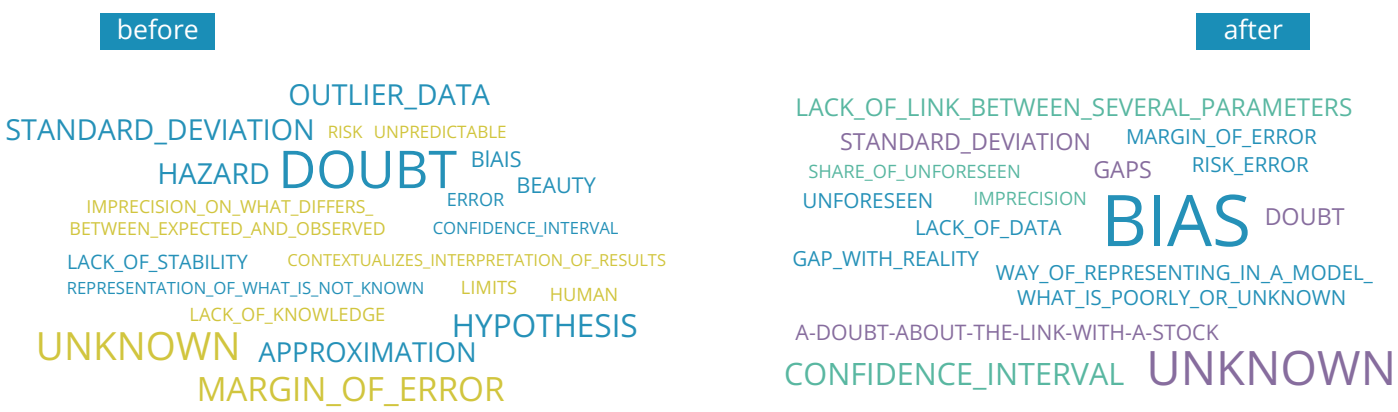 before
OUTLIER_DATA
STANDARD_DEVIATION RISK UNPREDICTABLE
HAZARD DOUBT BlAIS
BEAUTY
ERROR
IMPRECISION_ON_WHAT_DIFFERS_
BETWEEN_EXPECTED_AND_OBSERVED
CONFIDENCE_INTERVAL
LACK_OF_STABILITY CONTEXTUALIZES_INTERPRETATION_OF_RESULTS
REPRESENTATION_OF_WHAT_IS_NOT_KNOWN LIMITS HUMAN
LACK_OF_KNOWLEDGE
HYPOTHESIS
UNKNOWN APPROXIMATION
MARGIN_OF_ERROR
after
LACK_OF_LINK_BETWEEN_SEVERAL_PARAMETERS
STANDARD_DEVIATION MARGIN_OF_ERROR
SHARE_OF_UNFORESEEN GAPS RISK_ERROR
UNFORESEEN IMPRECISION
BIAS DOUBT
LACK_OF_DATA
GAP_WITH_REALITY
WAY_OF_REPRESENTING_IN_A_MODEL_
WHAT_IS_POORLY_OR_UNKNOWN
A-DOUBT-ABOUT-THE-LINK-WITH-A-STOCK
CONFIDENCE_INTERVAL UNKNOWN